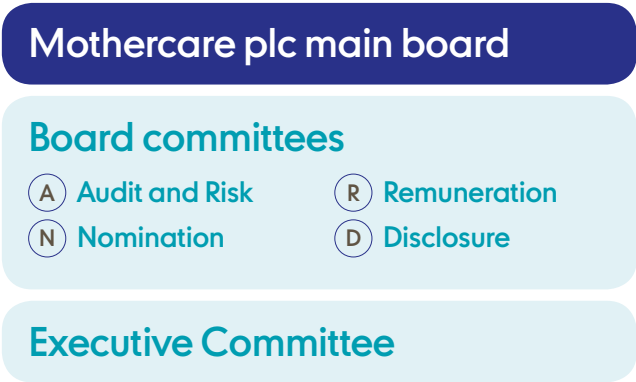 Mothercare plc main board
Board committees
A Audit and Risk
R Remuneration
N Nomination
D Disclosure
Executive Committee